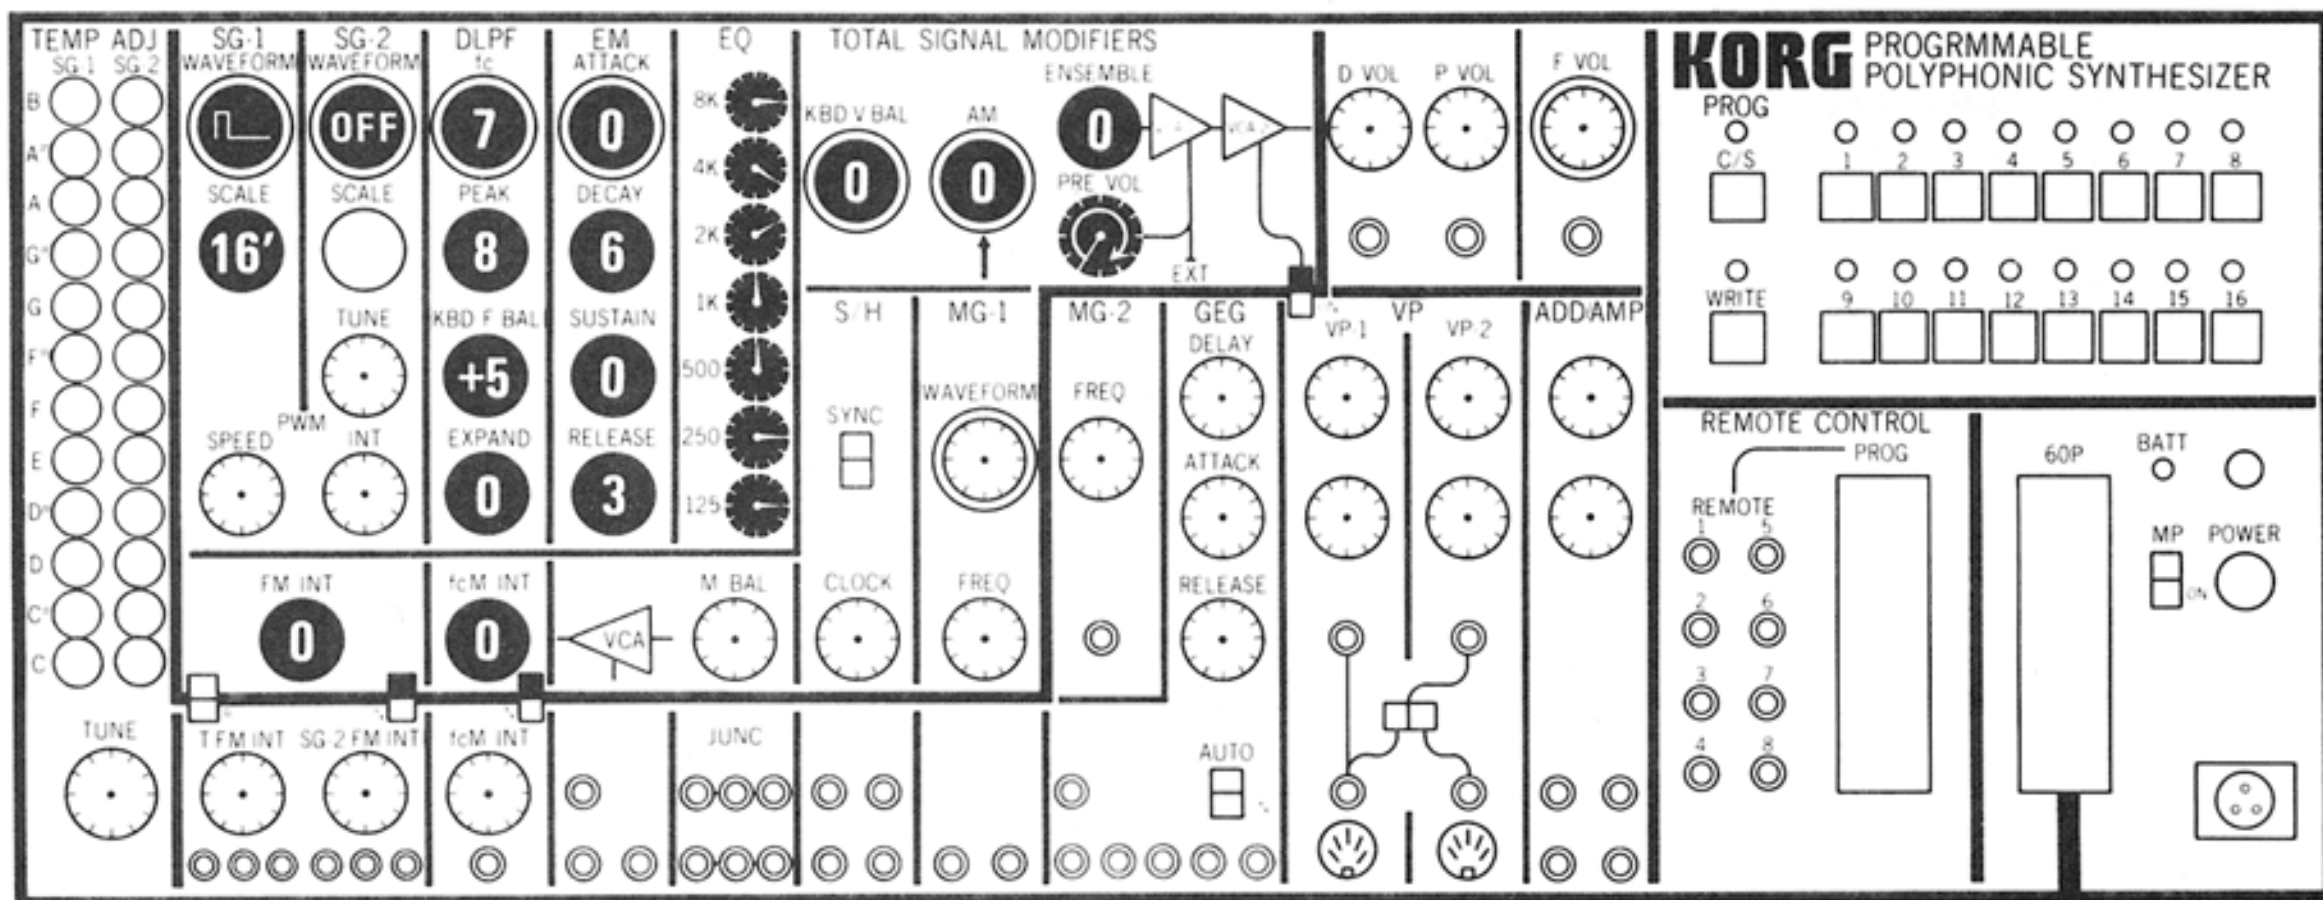 TEMP ADJ
SG-1 SG-2
B
A#
A
G#
G
F#
F
E
D#
D
C#
C
TUNE
SG-1
WAVEFORM
SCALE
16'
SPEED
PWM
SG-2
WAVEFORM
OFF
SCALE
TUNE
INT
DLPF
fc
7
PEAK
8
KBD F BAL
+5
EXPAND
0
EM
ATTACK
0
DECAY
6
SUSTAIN
0
RELEASE
3
EQ
8K
4K
2K
1K
500
250
125
FM INT
0
fcM INT
0
VCA
M BAL
T FM INT
SG-2 FM INT
fcM INT
JUNC
TOTAL SIGNAL MODIFIERS
KBD V BAL
0
AM
0
ENSEMBLE
0
PRE VOL
EXT
S/H
SYNC
CLOCK
MG-1
WAVEFORM
FREQ
MG-2
FREQ
GEG
DELAY
ATTACK
RELEASE
AUTO
D VOL
P VOL
F VOL
VP
VP-1
VP-2
ADD/AMP
KORG
PROGRMMABLE
POLYPHONIC SYNTHESIZER
PROG
C/S
1 2 3 4 5 6 7 8
WRITE
9 10 11 12 13 14 15 16
REMOTE CONTROL
PROG
REMOTE
1 5
2 6
3 7
4 8
60P
BATT
MP
ON
POWER